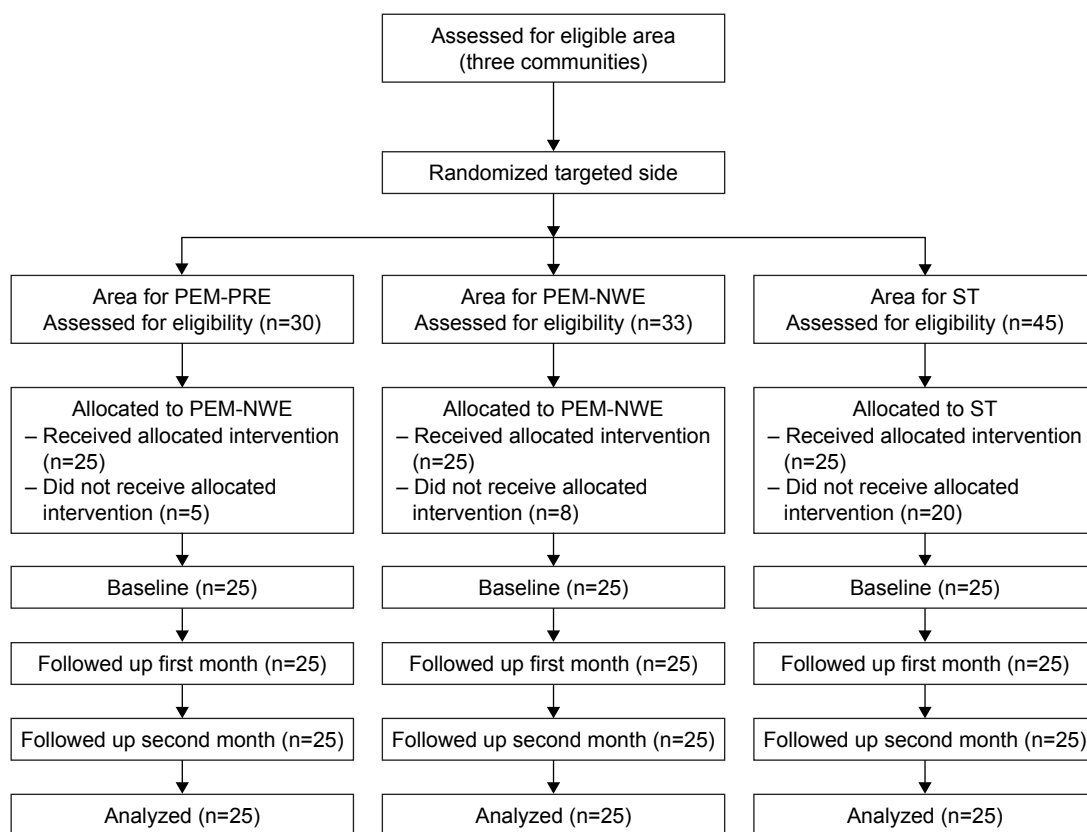 Assessed for eligible area
(three communities)
Randomized targeted side
Area for PEM-PRE
Assessed for eligibility (n=30)
Area for PEM-NWE
Assessed for eligibility (n=33)
Area for ST
Assessed for eligibility (n=45)
Allocated to PEM-NWE
– Received allocated intervention
(n=25)
– Did not receive allocated
intervention (n=5)
Allocated to PEM-NWE
– Received allocated intervention
(n=25)
– Did not receive allocated
intervention (n=8)
Allocated to ST
– Received allocated intervention
(n=25)
– Did not receive allocated
intervention (n=20)
Baseline (n=25)
Baseline (n=25)
Baseline (n=25)
Followed up first month (n=25)
Followed up first month (n=25)
Followed up first month (n=25)
Followed up second month (n=25)
Followed up second month (n=25)
Followed up second month (n=25)
Analyzed (n=25)
Analyzed (n=25)
Analyzed (n=25)